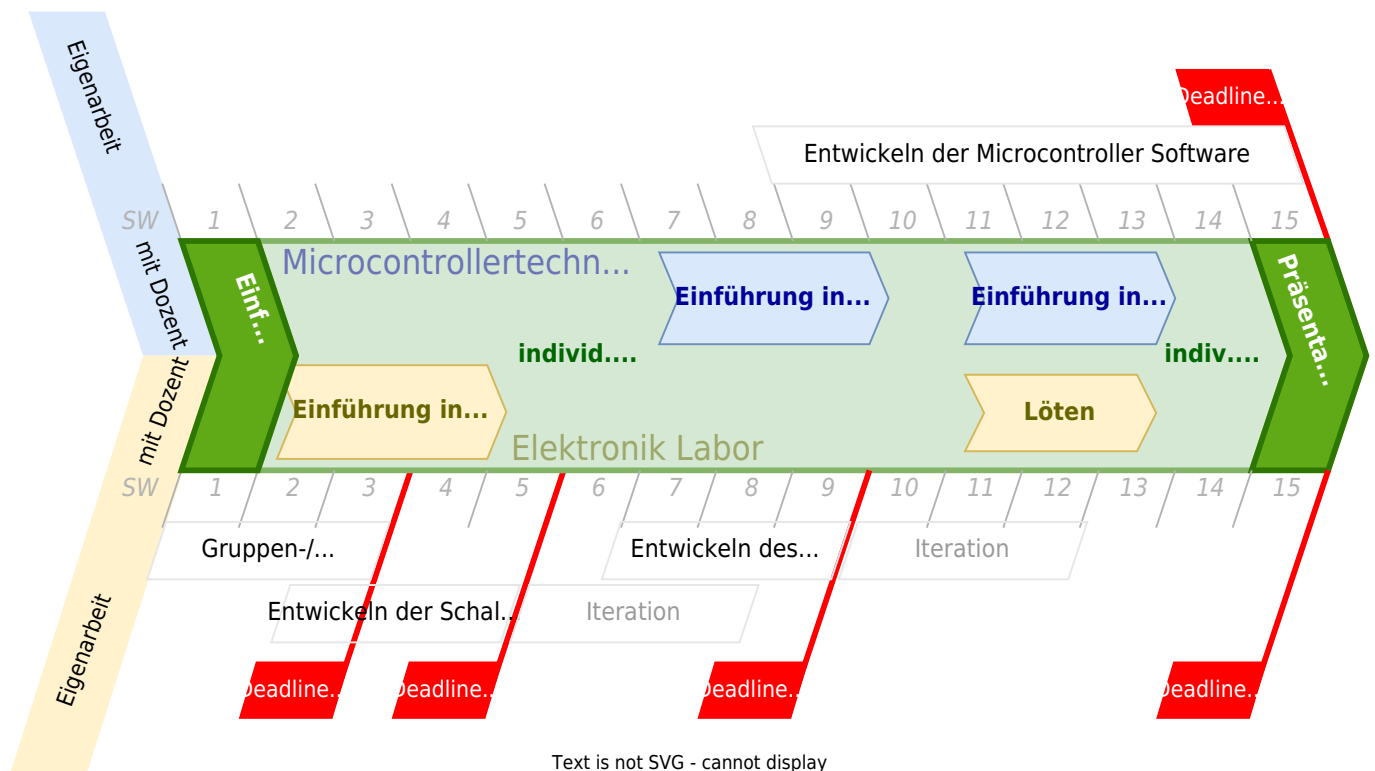 Eigenarbeit
Deadline...
Entwickeln der Microcontroller Software
SW 1 2 3 4 5 6 7 8 9 10 11 12 13 14 15
mit Dozent
Microcontrollertechn...
Einf...
Einführung in...
Einführung in...
Präsenta...
individ....
indiv....
mit Dozent
Einführung in...
Löten
Elektronik Labor
SW 1 2 3 4 5 6 7 8 9 10 11 12 13 14 15
Gruppen-/...
Entwickeln des...
Iteration
Eigenarbeit
Entwickeln der Schal...
Iteration
Deadline...
Deadline...
Deadline...
Deadline...
Text is not SVG - cannot display